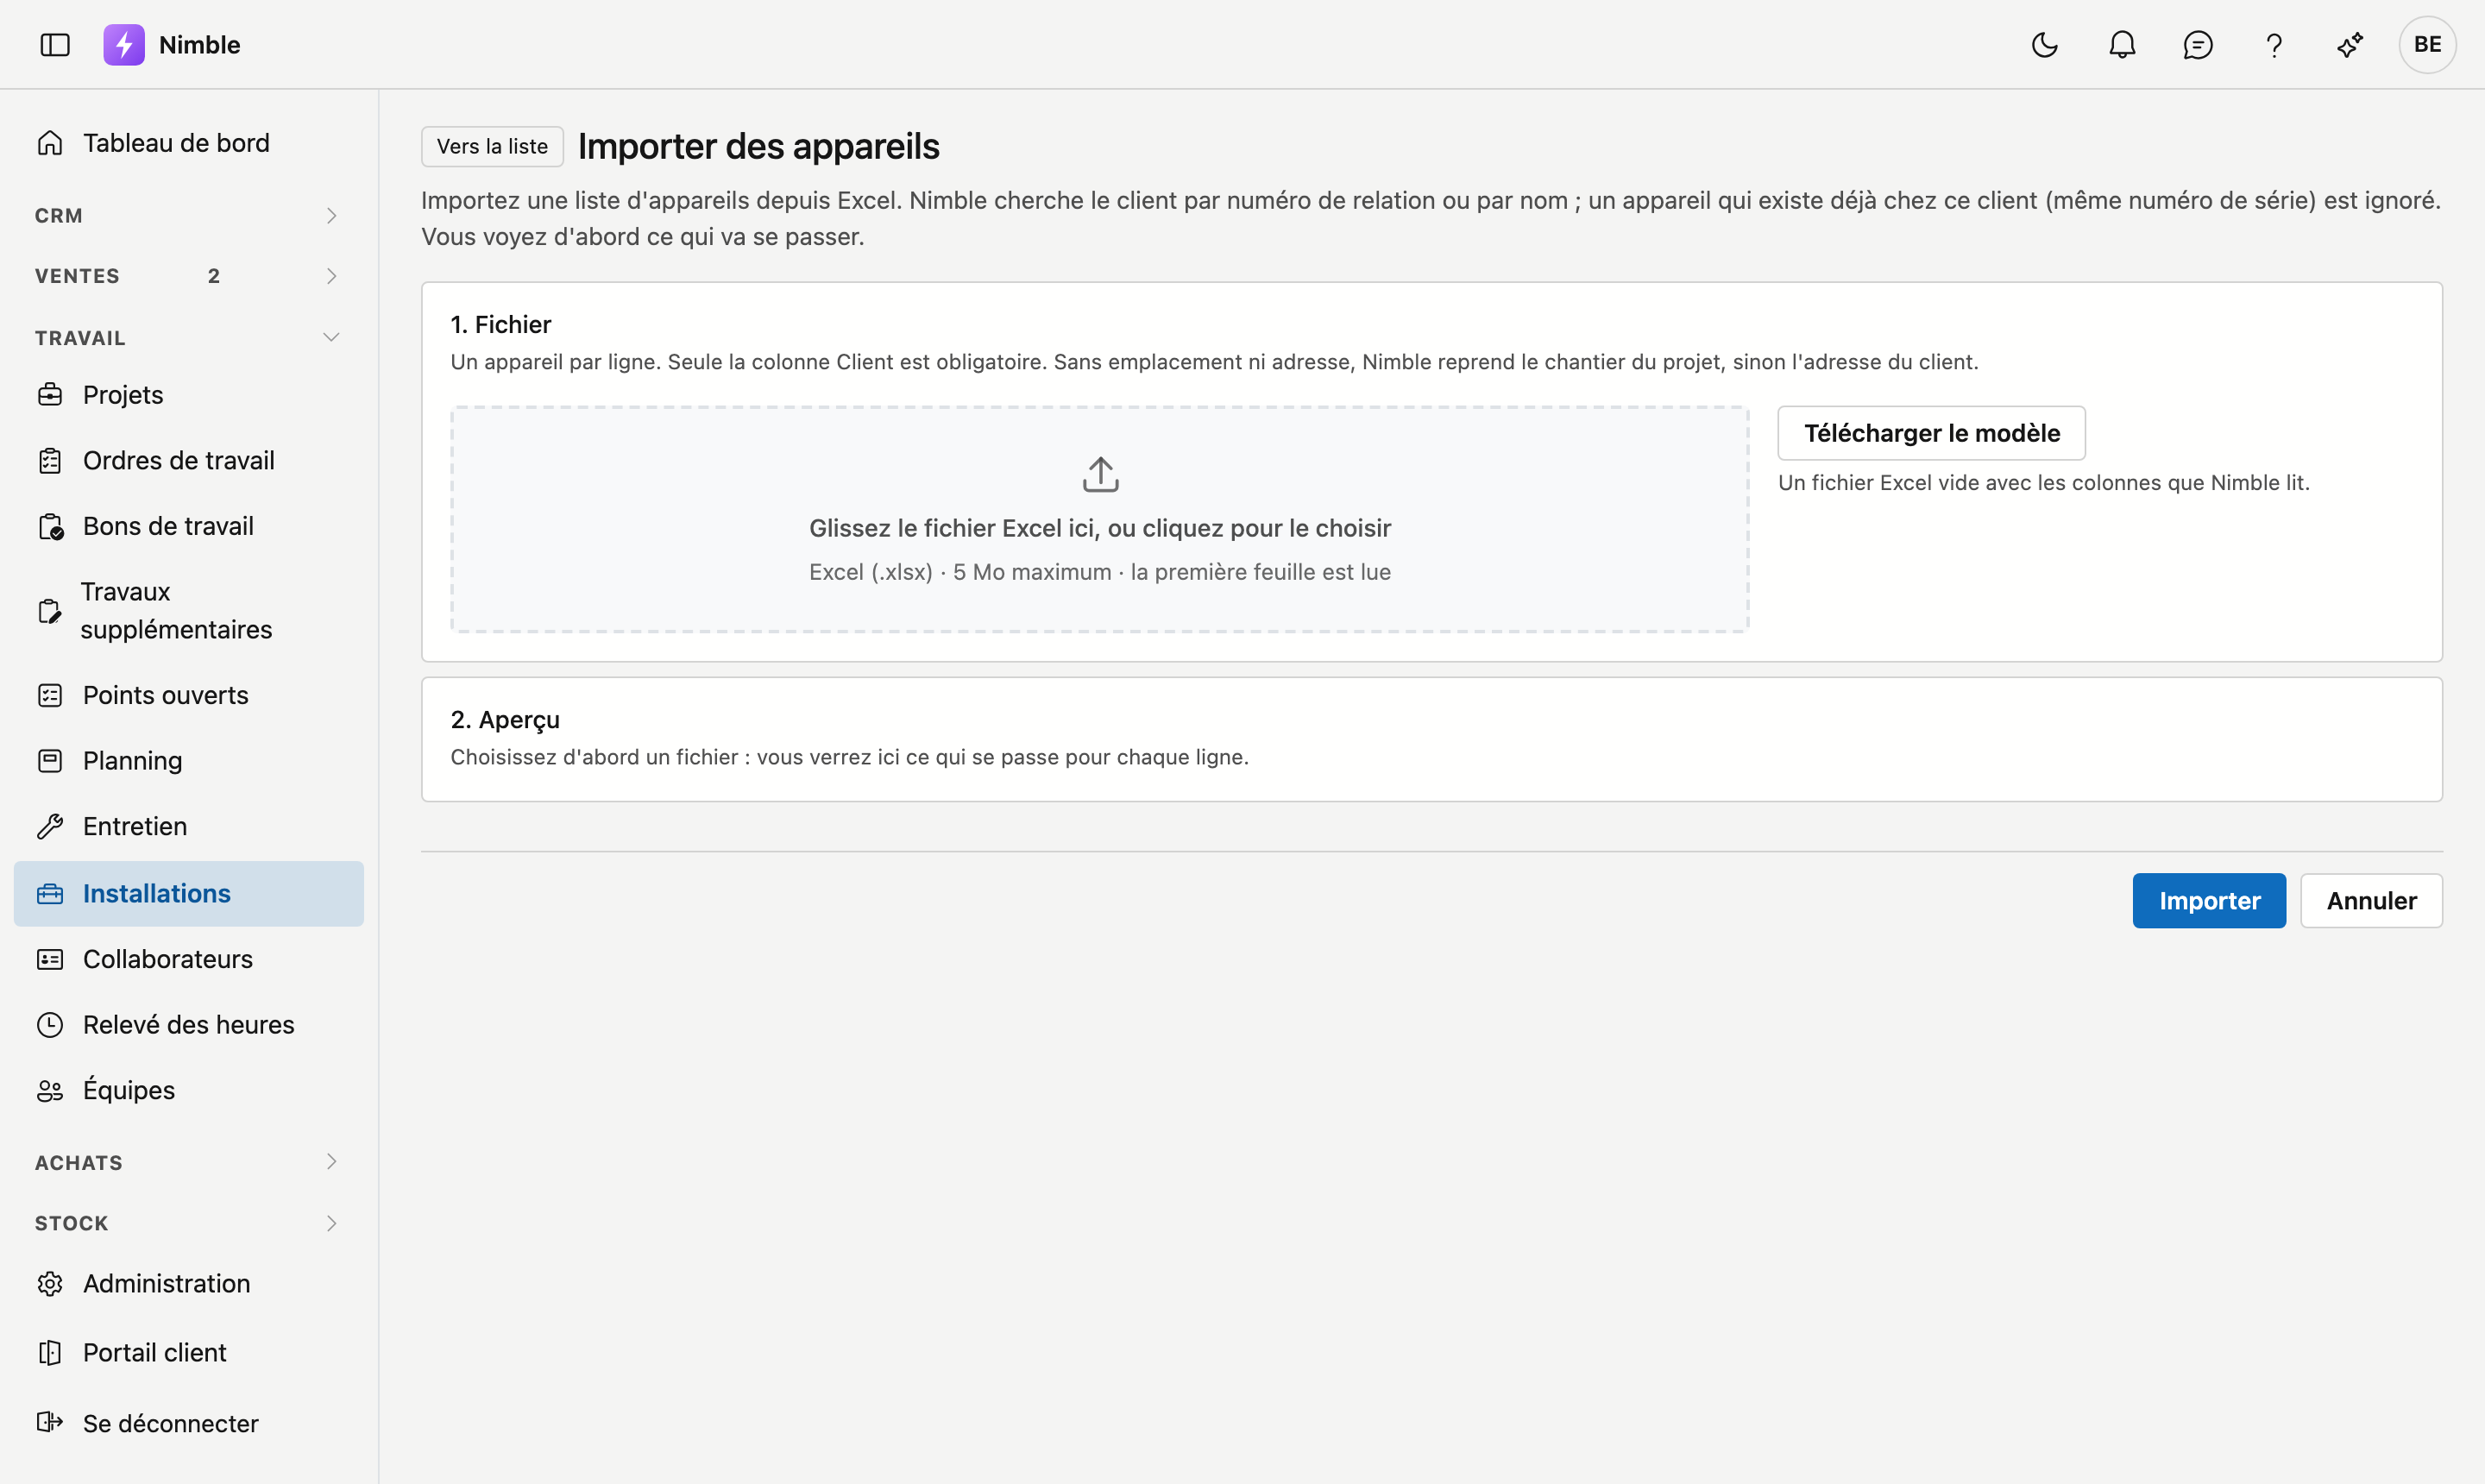 Nimble
BE
Tableau de bord
CRM
VENTES 2
TRAVAIL
Projets
Ordres de travail
Bons de travail
Travaux
supplémentaires
Points ouverts
Planning
Entretien
Installations
Collaborateurs
Relevé des heures
Équipes
ACHATS
STOCK
Administration
Portail client
Se déconnecter
Vers la liste Importer des appareils
Importez une liste d'appareils depuis Excel. Nimble cherche le client par numéro de relation ou par nom ; un appareil qui existe déjà chez ce client (même numéro de série) est ignoré.
Vous voyez d'abord ce qui va se passer.
1. Fichier
Un appareil par ligne. Seule la colonne Client est obligatoire. Sans emplacement ni adresse, Nimble reprend le chantier du projet, sinon l'adresse du client.
Glissez le fichier Excel ici, ou cliquez pour le choisir
Excel (.xlsx) · 5 Mo maximum · la première feuille est lue
Télécharger le modèle
Un fichier Excel vide avec les colonnes que Nimble lit.
2. Aperçu
Choisissez d'abord un fichier : vous verrez ici ce qui se passe pour chaque ligne.
Importer Annuler